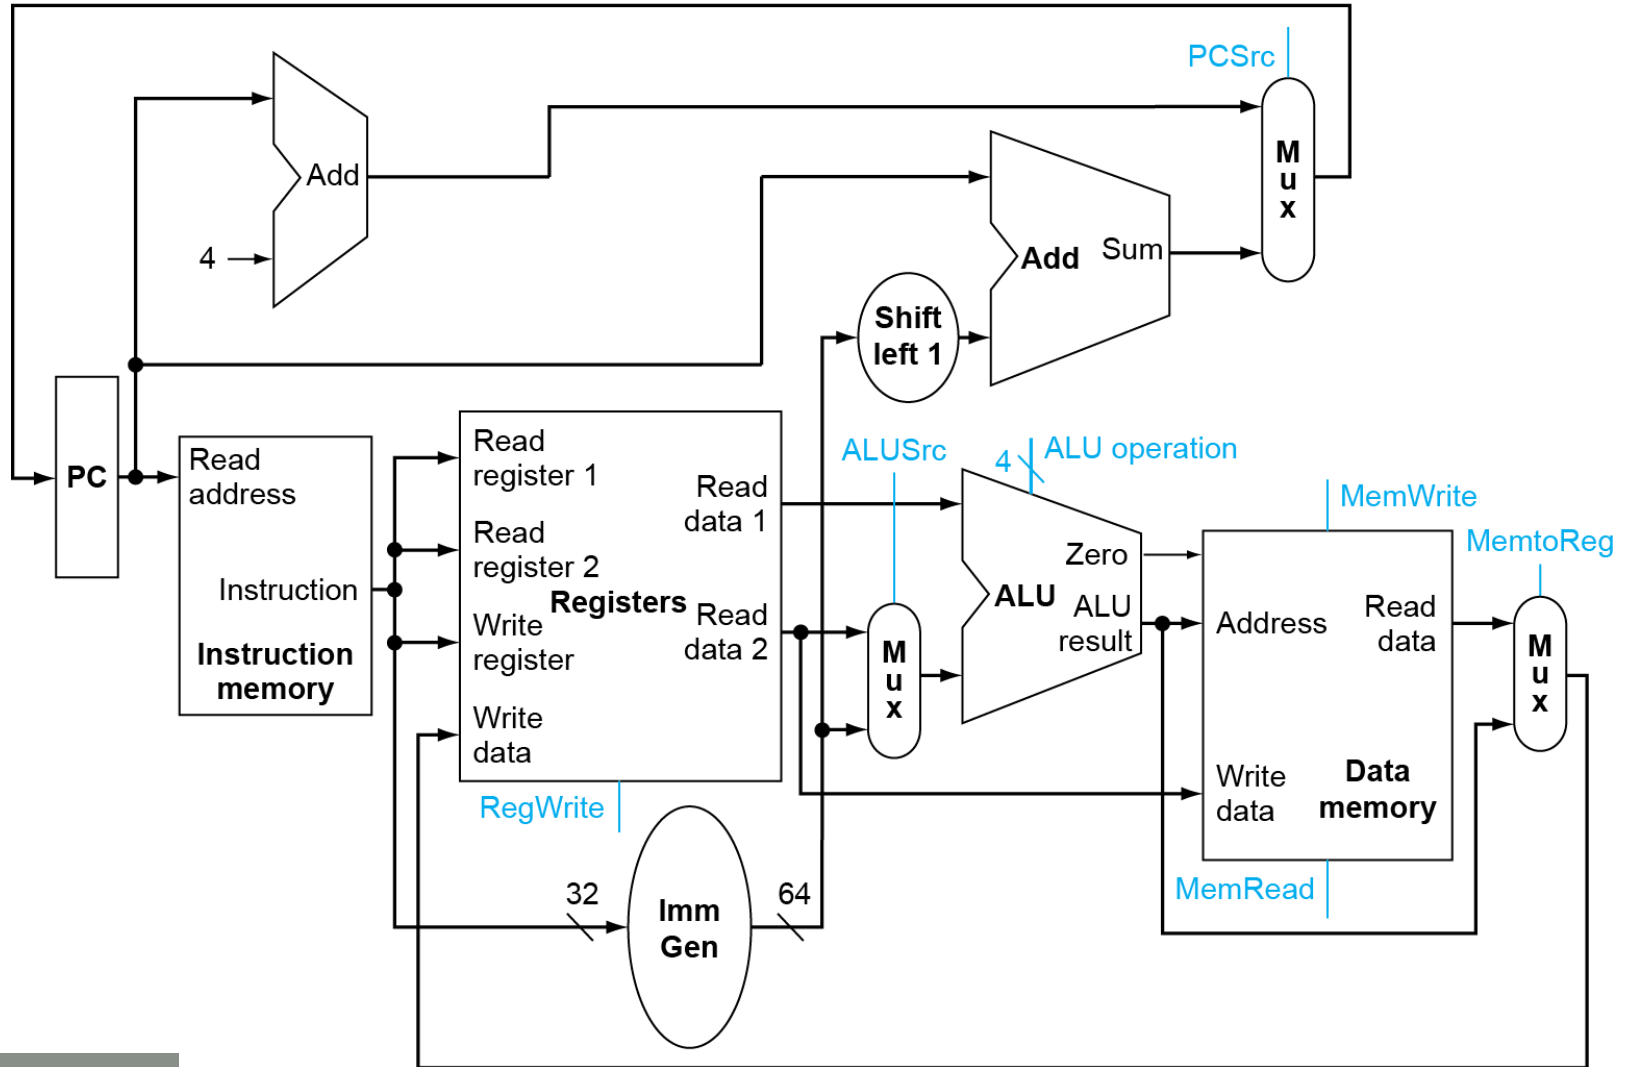 PCSrc
M
u
x
Add
4
Add Sum
Shift
left 1
PC
Read
address
Instruction
Instruction
memory
Read
register 1
Read
register 2
Write
register
Write
data
Registers
Read
data 1
Read
data 2
RegWrite
ALUSrc
M
u
x
4
ALU operation
Zero
ALU
ALU
result
MemWrite
Address
Read
data
Write
data
Data
memory
MemRead
MemtoReg
M
u
x
32
Imm
Gen
64